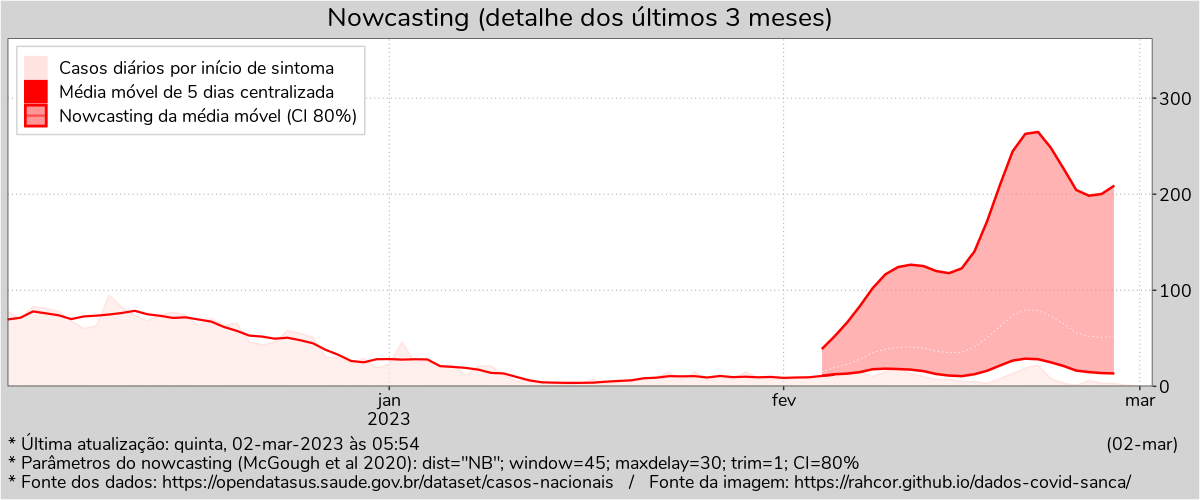 Nowcasting (detalhe dos últimos 3 meses)
Casos diários por início de sintoma
Média móvel de 5 dias centralizada
Nowcasting da média móvel (CI 80%)
300
200
100
0
jan
2023
fev
mar
* Última atualização: quinta, 02-mar-2023 às 05:54
(02-mar)
* Parâmetros do nowcasting (McGough et al 2020): dist="NB"; window=45; maxdelay=30; trim=1; CI=80%
* Fonte dos dados: https://opendatasus.saude.gov.br/dataset/casos-nacionais / Fonte da imagem: https://rahcor.github.io/dados-covid-sanca/